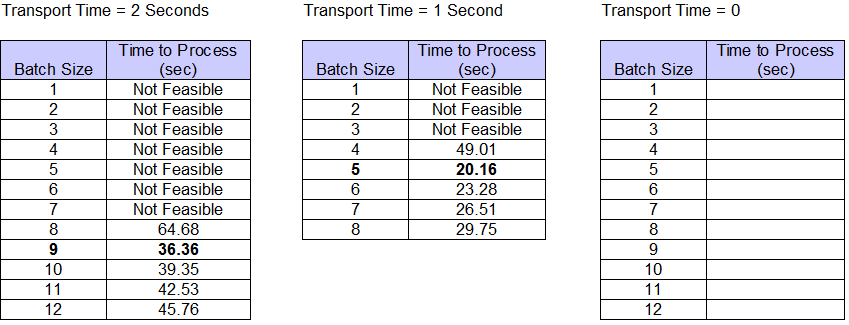 Transport Time = 2 Seconds
Batch Size Time to Process (sec)
1 Not Feasible
2 Not Feasible
3 Not Feasible
4 Not Feasible
5 Not Feasible
6 Not Feasible
7 Not Feasible
8 64.68
9 36.36
10 39.35
11 42.53
12 45.76
Transport Time = 1 Second
Batch Size Time to Process (sec)
1 Not Feasible
2 Not Feasible
3 Not Feasible
4 49.01
5 20.16
6 23.28
7 26.51
8 29.75
Transport Time = 0
Batch Size Time to Process (sec)
1
2
3
4
5
6
7
8
9
10
11
12